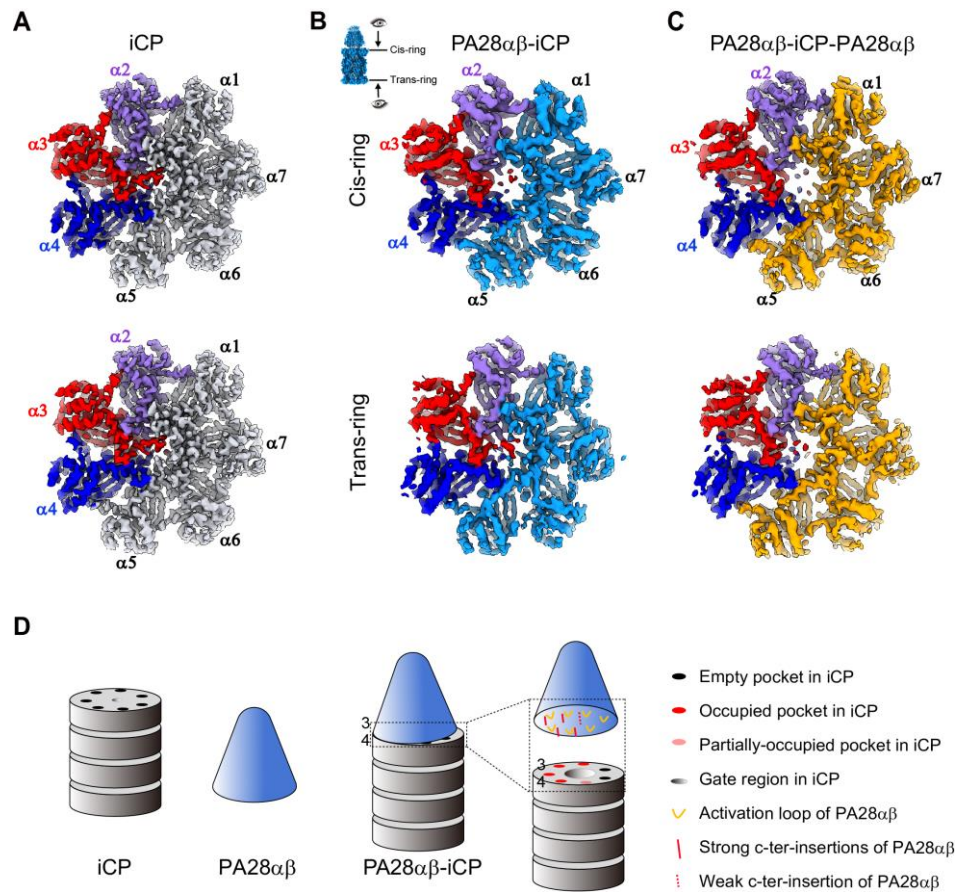 A
iCP
α2
α1
α3
α7
α4
α6
α5
α2
α1
α3
α7
α4
α6
α5
B
PA28αβ-iCP
Cis-ring
Trans-ring
Cis-ring
α2
α1
α3
α7
α4
α6
α5
Trans-ring
C
PA28αβ-iCP-PA28αβ
α2
α1
α3
α7
α4
α6
α5
D
iCP
PA28αβ
3
4
PA28αβ-iCP
3
4
Empty pocket in iCP
Occupied pocket in iCP
Partially-occupied pocket in iCP
Gate region in iCP
Activation loop of PA28αβ
Strong c-ter-insertions of PA28αβ
Weak c-ter-insertion of PA28αβ